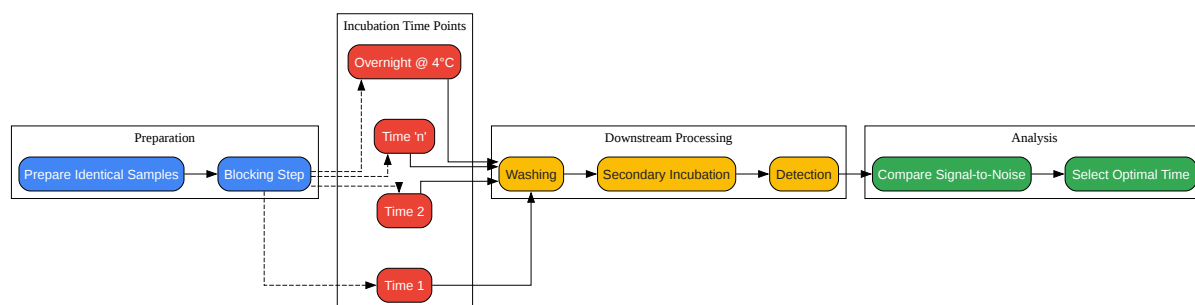 Incubation Time Points
Overnight @ 4°C
Time 'n'
Time 2
Time 1
Preparation
Prepare Identical Samples
Blocking Step
Downstream Processing
Washing
Secondary Incubation
Detection
Analysis
Compare Signal-to-Noise
Select Optimal Time